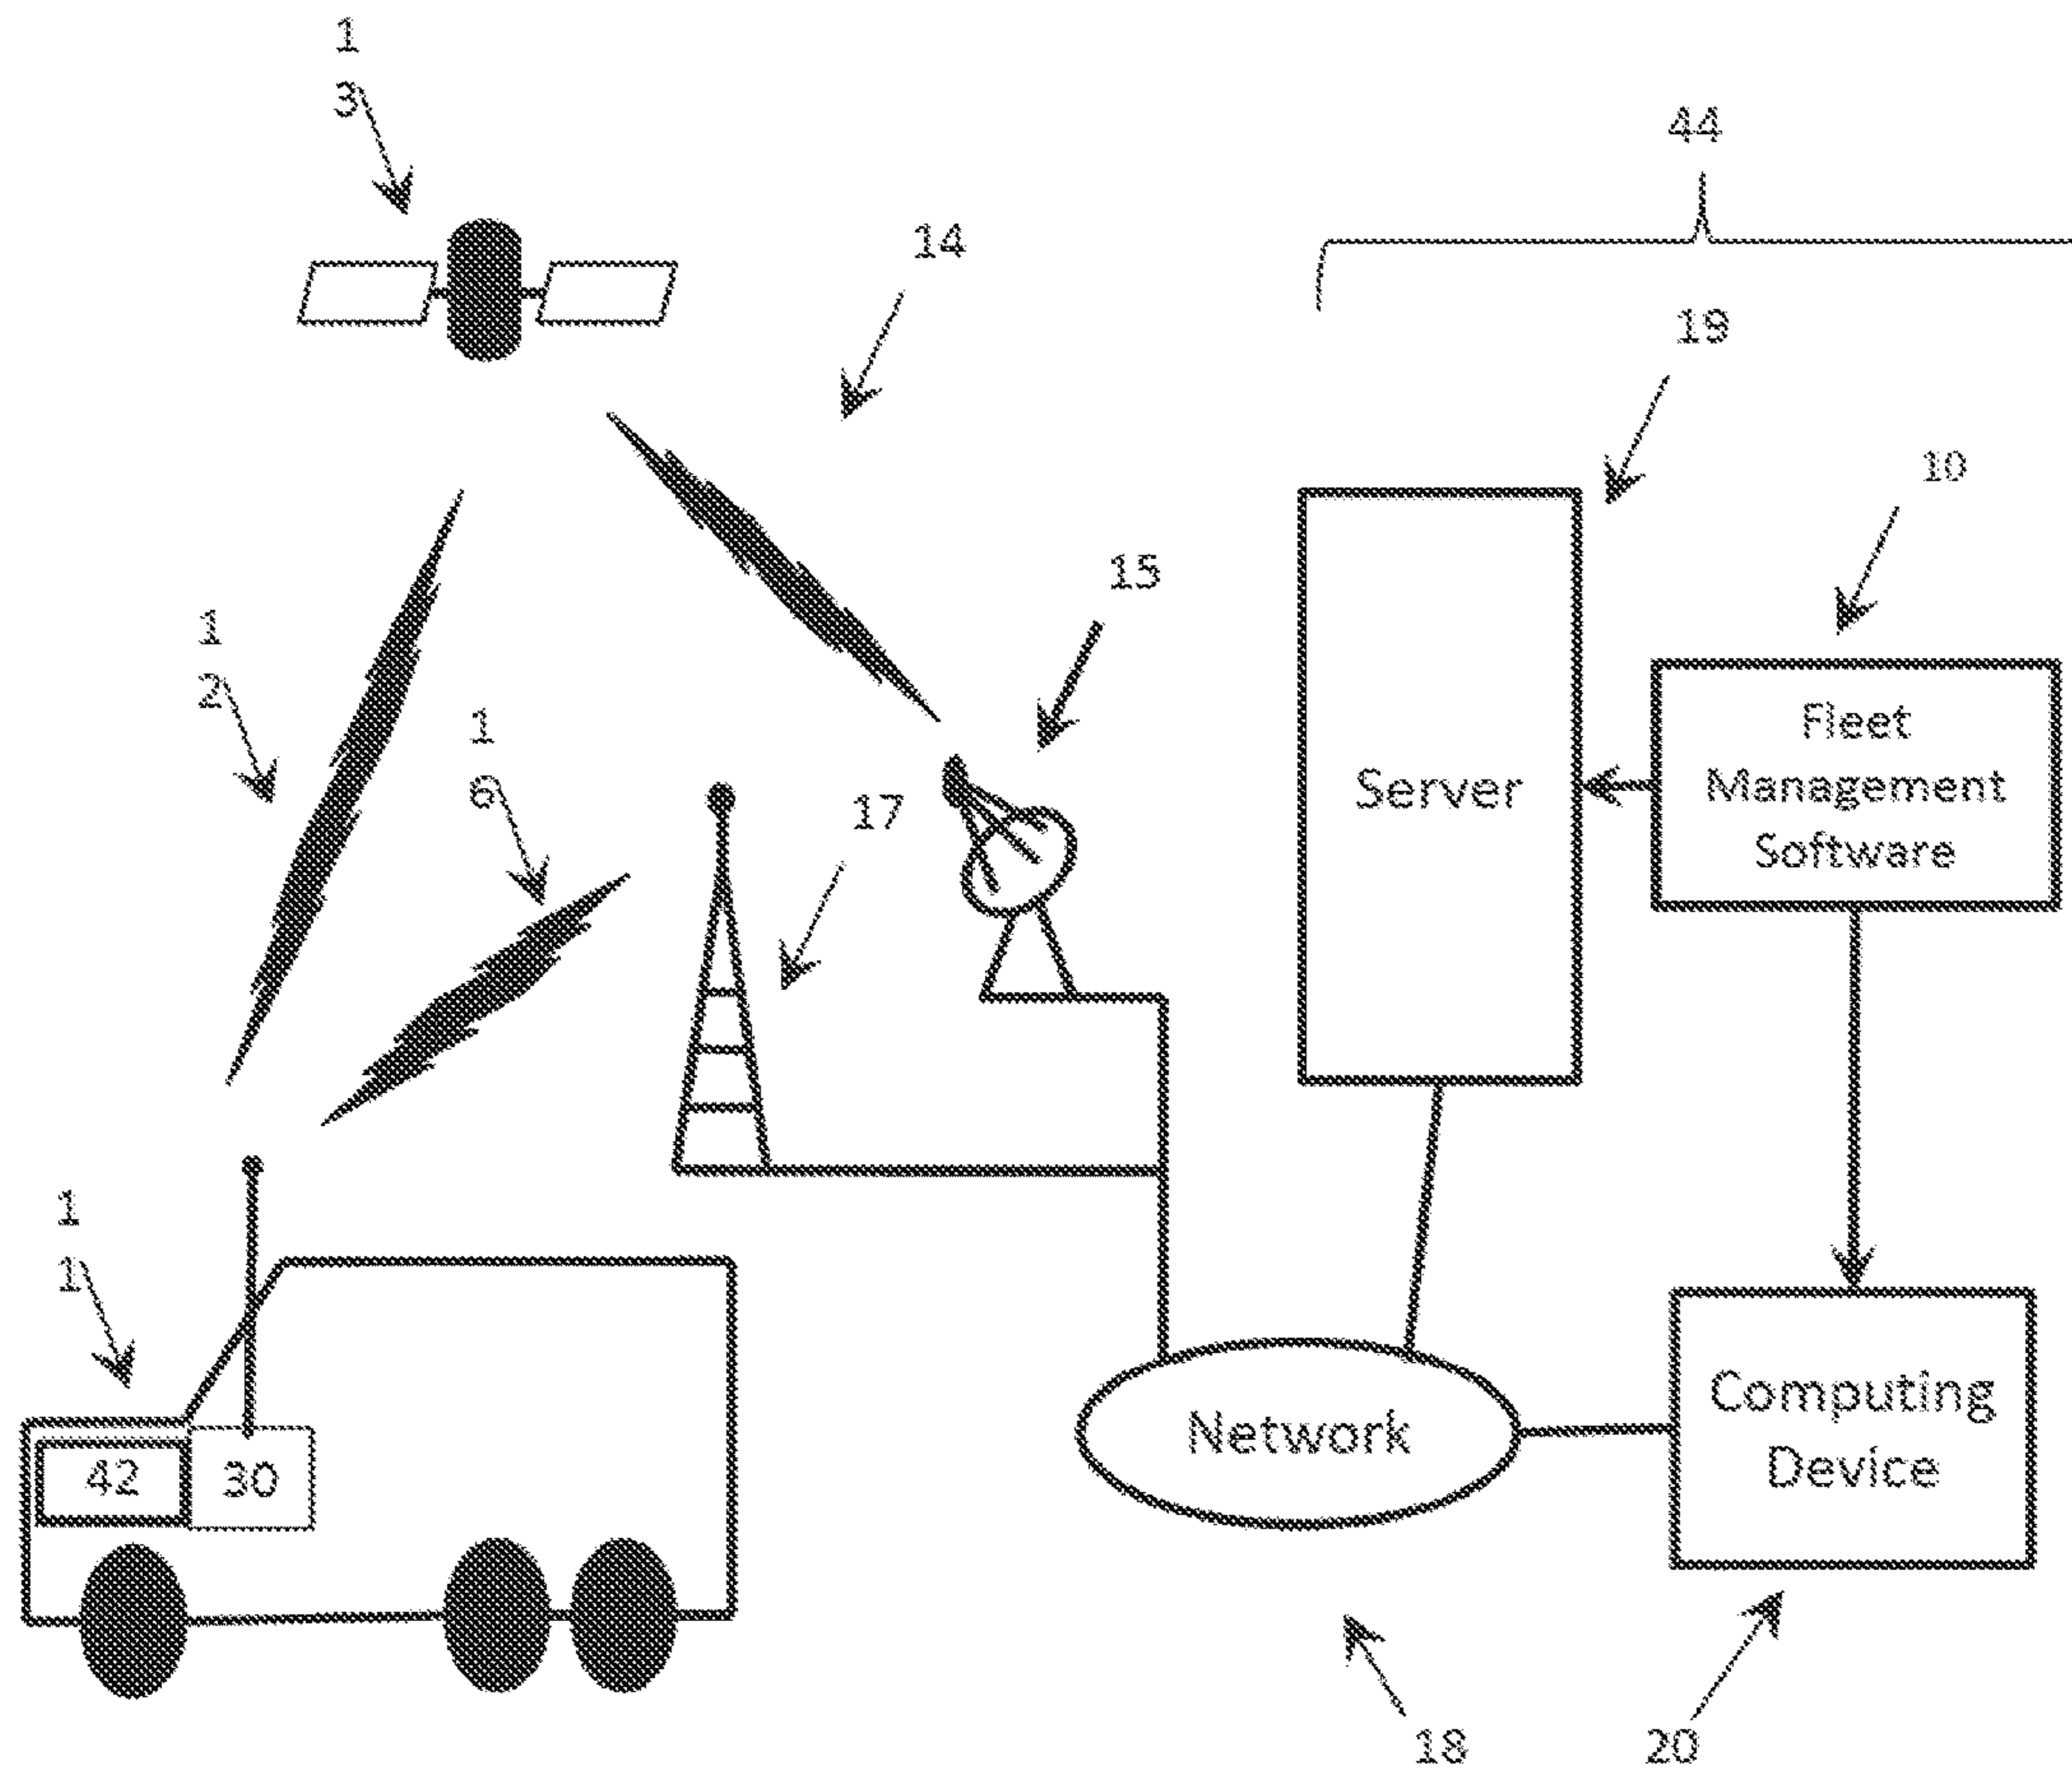 1
3
44
14
19
10
15
1
2
1
6
17
Fleet
Management
Software
Server
1
1
Computing
Device
Network
42
30
18
20